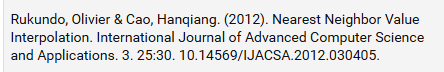 Rukundo, Olivier & Cao, Hanqiang. (2012). Nearest Neighbor Value
Interpolation. International Journal of Advanced Computer Science
and Applications. 3. 25:30. 10.14569/IJACSA.2012.030405.